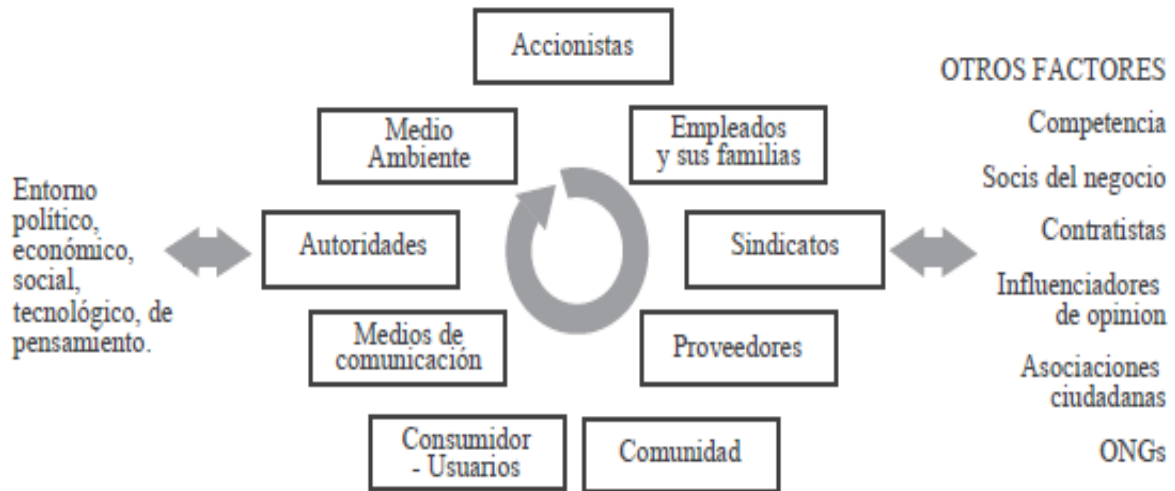 Accionistas
Medio
Ambiente
Empleados
y sus familias
Autoridades
Sindicatos
Medios de
comunicación
Proveedores
Consumidor
- Usuarios
Comunidad
Entorno
político,
económico,
social,
tecnológico, de
pensamiento.
OTROS FACTORES
Competencia
Socis del negocio
Contratistas
Influenciadores
de opinion
Asociaciones
ciudadanas
ONGs